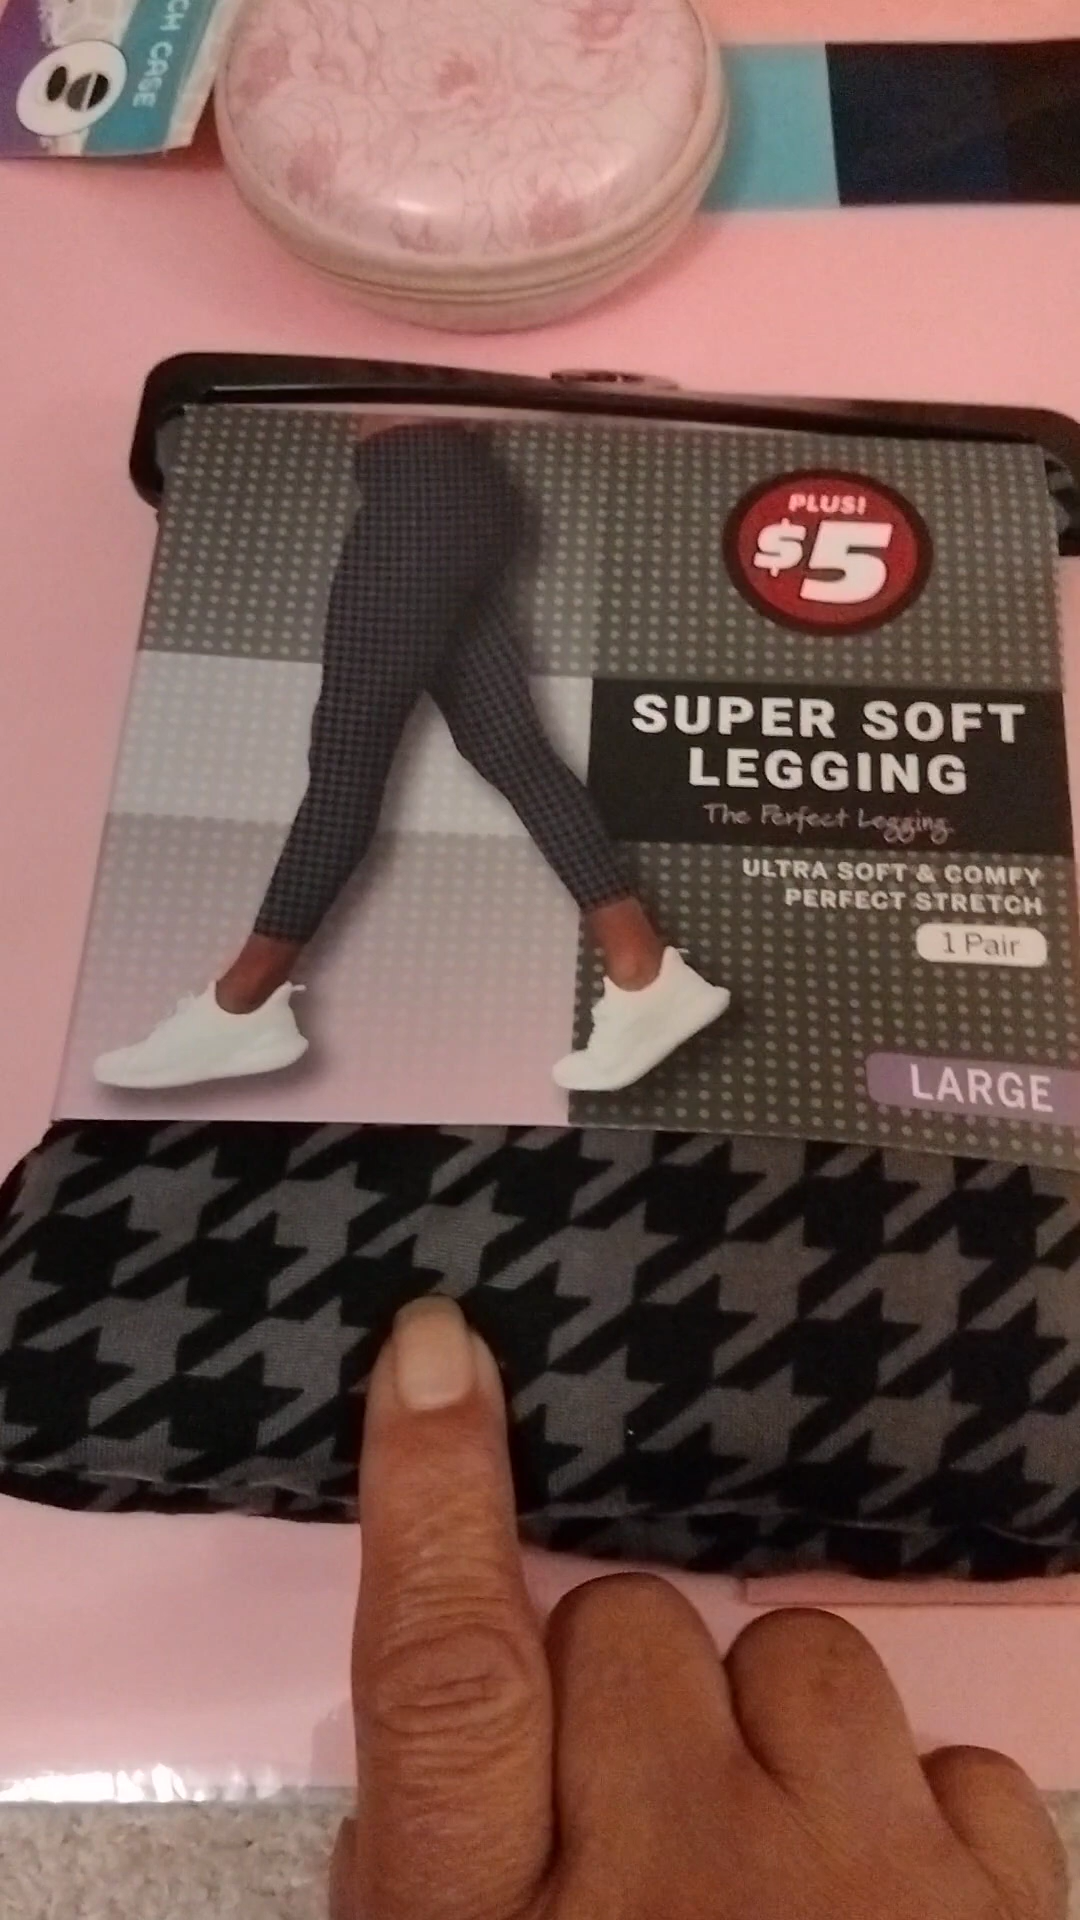 CH CASE
PLUS!
$5
SUPER SOFT
LEGGING
The Perfect Legging.
ULTRA SOFT & COMFY
PERFECT STRETCH
1 Pair
LARGE